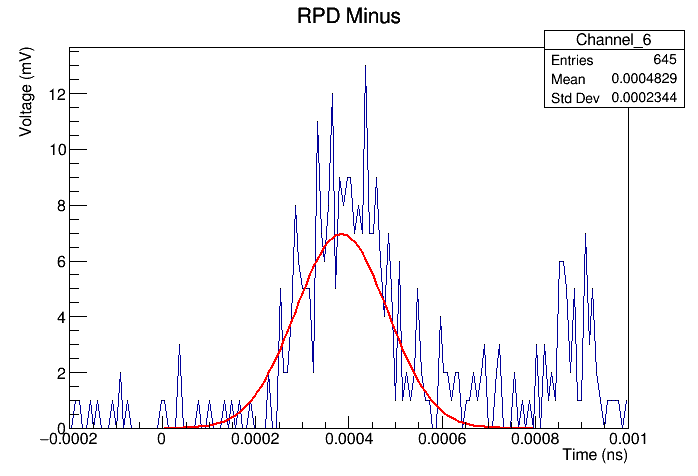 RPD Minus
Channel_6
Entries 645
Mean 0.0004829
Std Dev 0.0002344
Voltage (mV)
12
10
8
6
4
2
0
−0.0002 0 0.0002 0.0004 0.0006 0.0008 0.001
Time (ns)